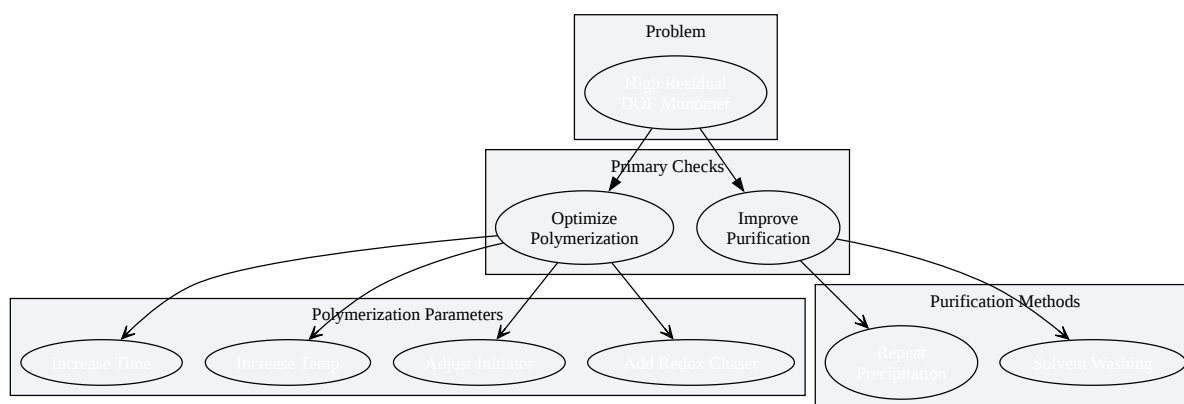 Problem
High Residual
DOF Monomer
Primary Checks
Optimize
Polymerization
Improve
Purification
Polymerization Parameters
Increase Time
Increase Temp
Adjust Initiator
Add Redox Chaser
Purification Methods
Repeat
Precipitation
Solvent Washing